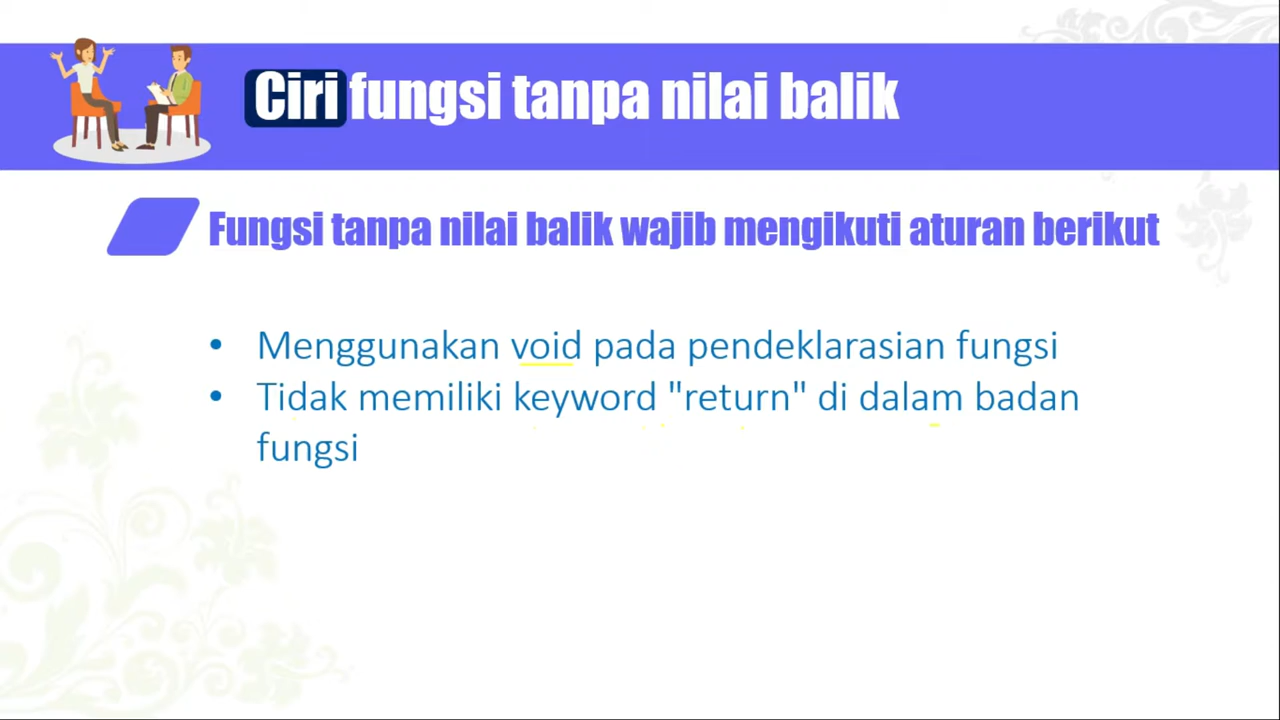 Ciri fungsi tanpa nilai balik
Fungsi tanpa nilai balik wajib mengikuti aturan berikut
• Menggunakan void pada pendeklarasian fungsi
• Tidak memiliki keyword "return" di dalam badan
fungsi